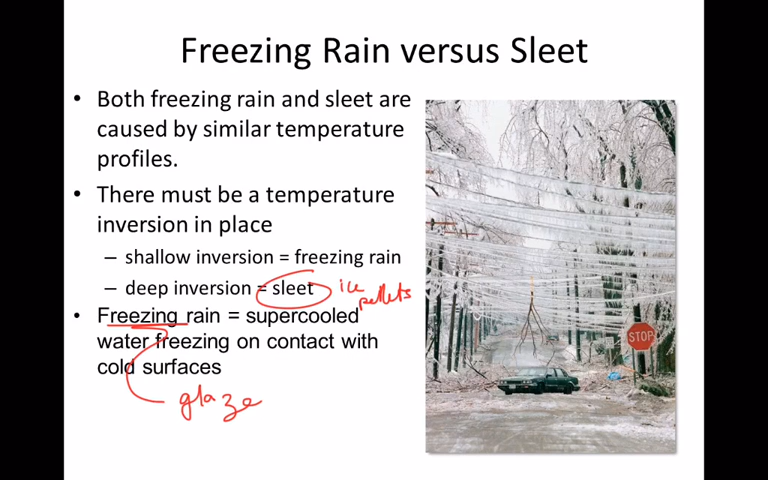 Freezing Rain versus Sleet
• Both freezing rain and sleet are
caused by similar temperature
profiles.
• There must be a temperature
inversion in place
– shallow inversion = freezing rain
– deep inversion = sleet
ice
pellets
• Freezing rain = supercooled
water freezing on contact with
cold surfaces
glaze
STOP